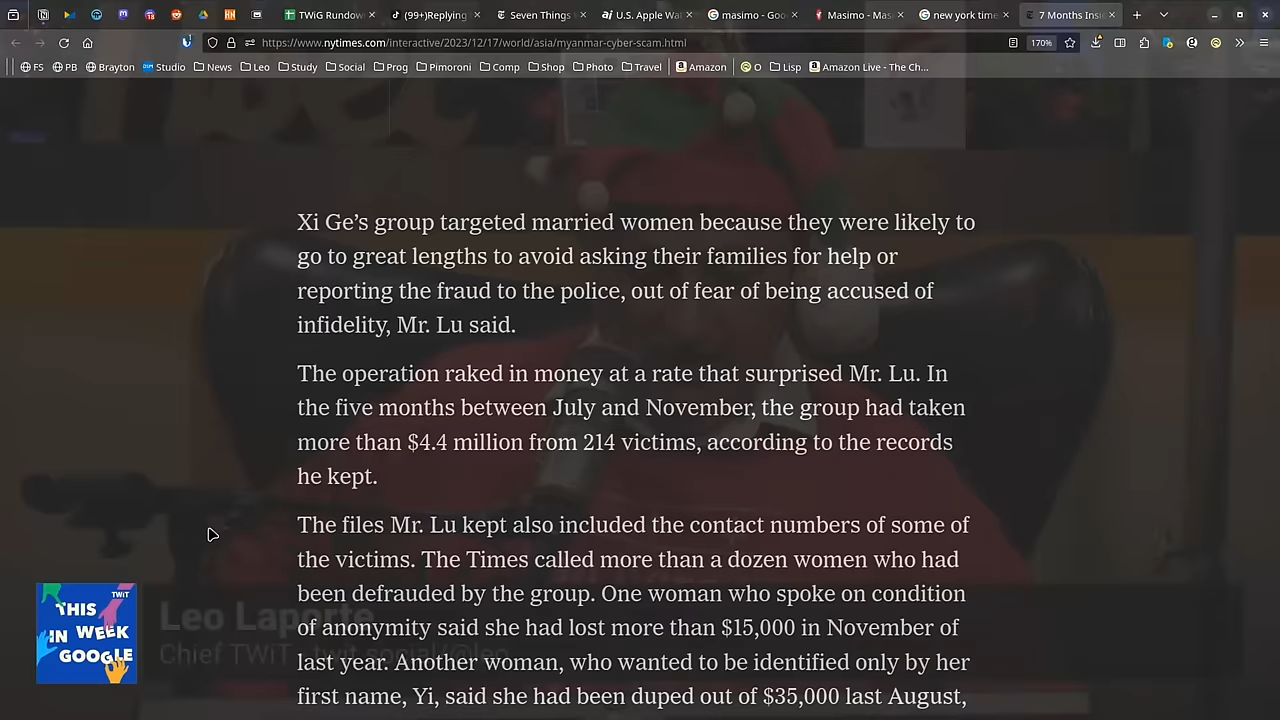 TWiG Rundow
(99+)Replying
Seven Things
U.S. Apple Wa
masimo - Goo
Masimo - Mas
new york time
7 Months Insi
https://www.nytimes.com/interactive/2023/12/17/world/asia/myanmar-cyber-scam.html
170%
FS PB Brayton Studio News Leo Study Social Prog Pimoroni Comp Shop Photo Travel Amazon O Lisp Amazon Live - The Ch...
Xi Ge’s group targeted married women because they were likely to
go to great lengths to avoid asking their families for help or
reporting the fraud to the police, out of fear of being accused of
infidelity, Mr. Lu said.
The operation raked in money at a rate that surprised Mr. Lu. In
the five months between July and November, the group had taken
more than $4.4 million from 214 victims, according to the records
he kept.
The files Mr. Lu kept also included the contact numbers of some of
the victims. The Times called more than a dozen women who had
been defrauded by the group. One woman who spoke on condition
of anonymity said she had lost more than $15,000 in November of
last year. Another woman, who wanted to be identified only by her
first name, Yi, said she had been duped out of $35,000 last August,
TWiT
THIS
IN WEEK
GOOGLE
Leo Laporte
Chief TWiT twit.social/@leo